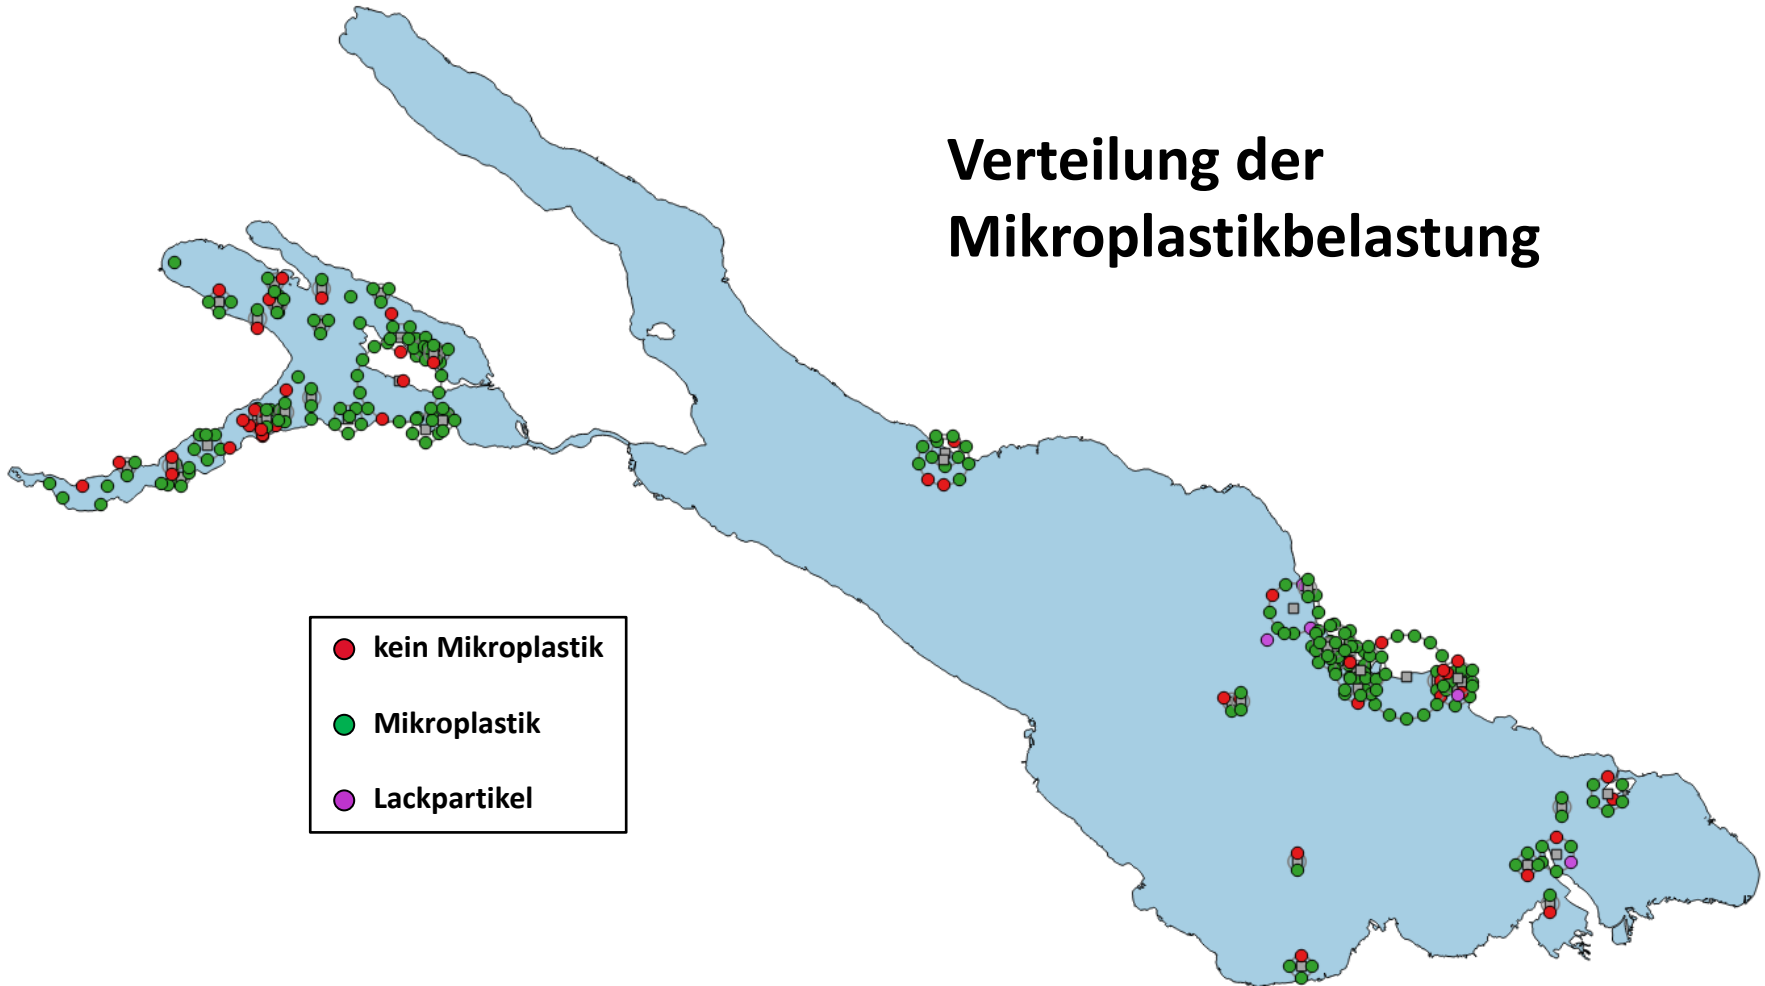 Verteilung der
Mikroplastikbelastung
kein Mikroplastik
Mikroplastik
Lackpartikel